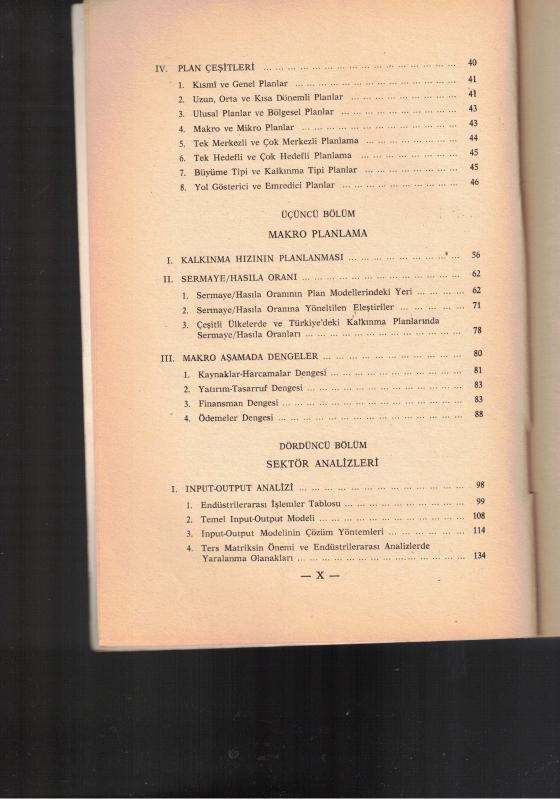 IV. PLAN ÇEŞİTLERİ ... 40
1. Kısmî ve Genel Planlar ... 41
2. Uzun, Orta ve Kısa Dönemli Planlar ... 41
3. Ulusal Planlar ve Bölgesel Planlar ... 43
4. Makro ve Mikro Planlar ... 43
5. Tek Merkezli ve Çok Merkezli Planlama ... 44
6. Tek Hedefli ve Çok Hedefli Planlama ... 45
7. Büyüme Tipi ve Kalkınma Tipi Planlar ... 45
8. Yol Gösterici ve Emredici Planlar ... 46
ÜÇÜNCÜ BÖLÜM
MAKRO PLANLAMA
I. KALKINMA HIZININ PLANLANMASI ... 56
II. SERMAYE/HASILA ORANI ... 62
1. Sermaye/Hasıla Oranının Plan Modellerindeki Yeri ... 62
2. Sermaye/Hasıla Oranına Yöneltilen Eleştiriler ... 71
3. Çeşitli Ülkelerde ve Türkiye'deki Kalkınma Planlarında
Sermaye/Hasıla Oranları ... 78
III. MAKRO AŞAMADA DENGELER ... 80
1. Kaynaklar-Harcamalar Dengesi ... 81
2. Yatırım-Tasarruf Dengesi ... 83
3. Finansman Dengesi ... 83
4. Ödemeler Dengesi ... 88
DÖRDÜNCÜ BÖLÜM
SEKTÖR ANALİZLERİ
I. INPUT-OUTPUT ANALİZİ ... 98
1. Endüstrilerarası İşlemler Tablosu ... 99
2. Temel Input-Output Modeli ... 108
3. Input-Output Modelinin Çözüm Yöntemleri ... 114
4. Ters Matriksin Önemi ve Endüstrilerarası Analizlerde
Yaralanma Olanakları ... 134
— X —